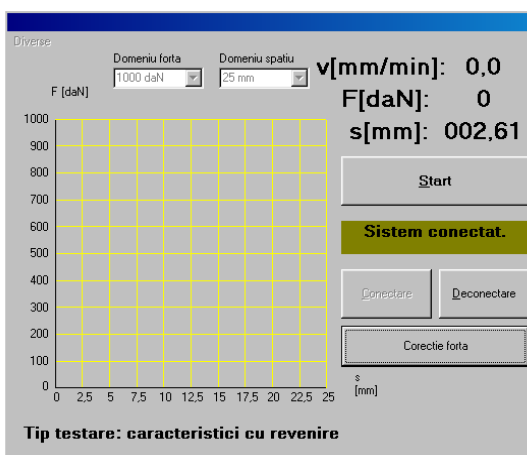 Diverse
Domeniu forta Domeniu spatiu
1000 daN 25 mm
v[mm/min]: 0,0
F[daN]: 0
s[mm]: 002,61
F [daN]
1000
900
800
700
600
500
400
300
200
100
0
0 2,5 5 7,5 10 12,5 15 17,5 20 22,5 25
s
[mm]
Start
Sistem conectat.
Conectare Deconectare
Corectie forta
Tip testare: caracteristici cu revenire